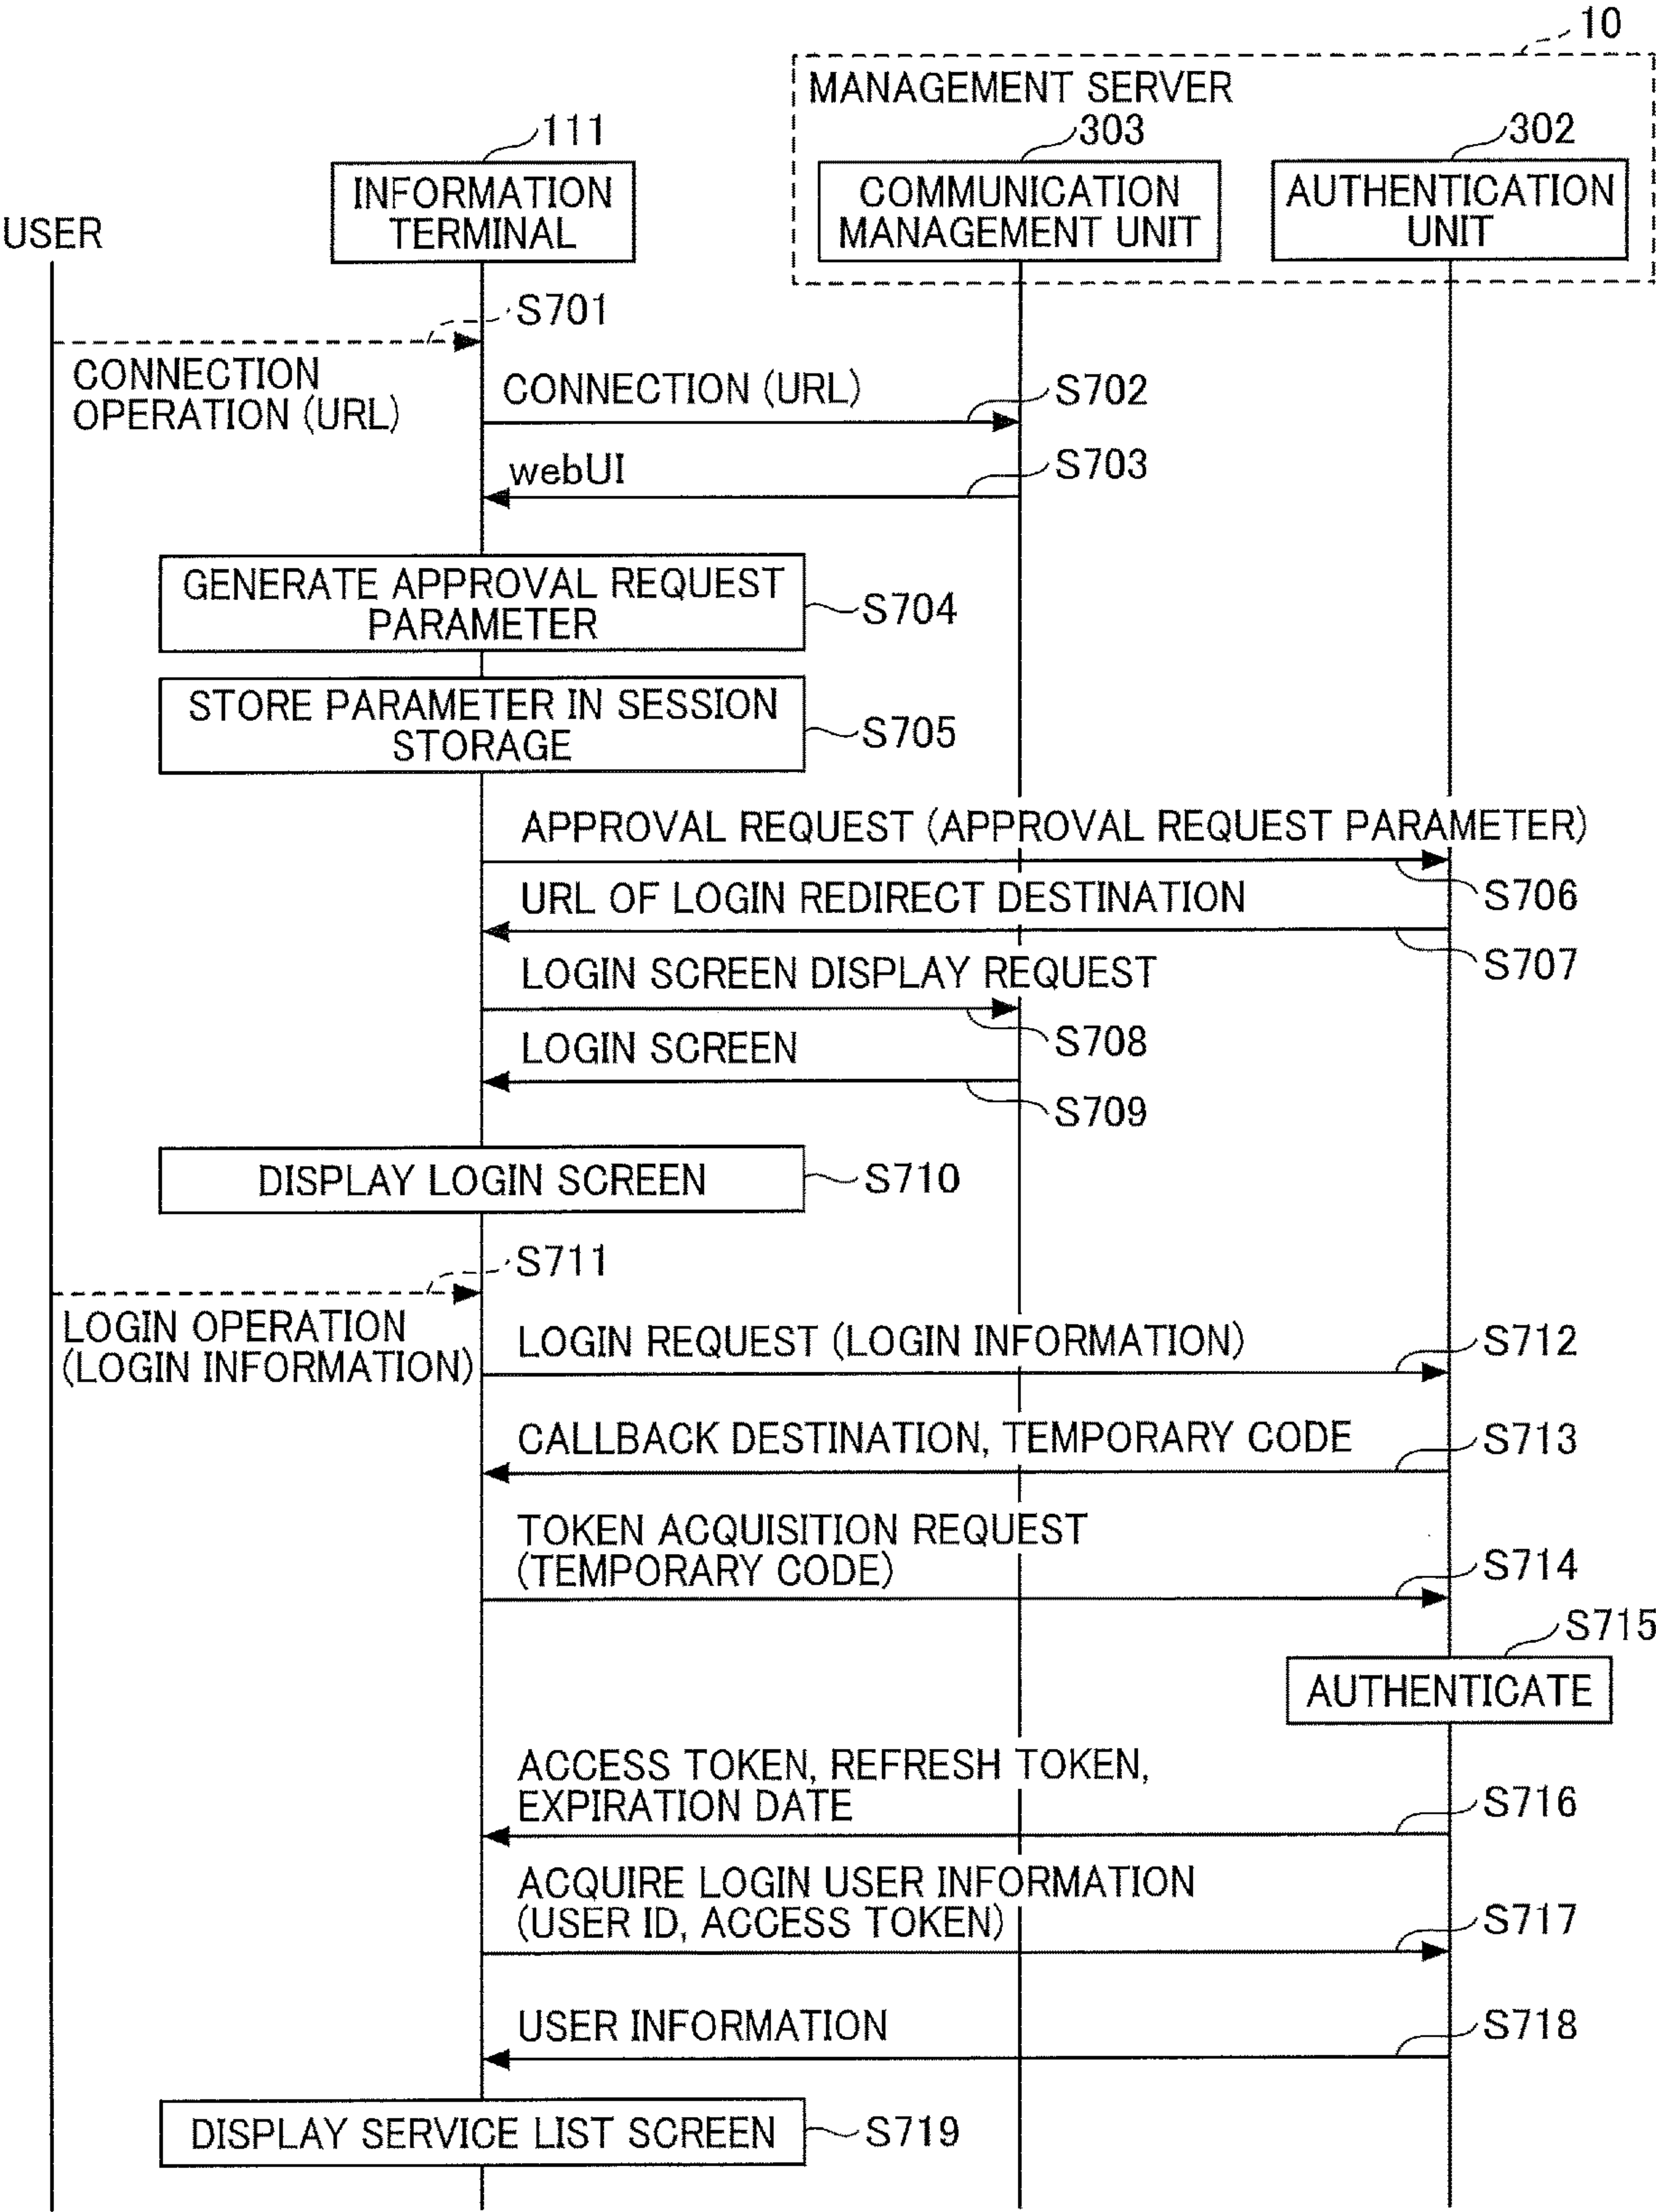 10
MANAGEMENT SERVER
111
303
302
USER
INFORMATION
TERMINAL
COMMUNICATION
MANAGEMENT UNIT
AUTHENTICATION
UNIT
S701
CONNECTION
OPERATION (URL)
CONNECTION (URL)
S702
webUI
S703
GENERATE APPROVAL REQUEST
PARAMETER
S704
STORE PARAMETER IN SESSION
STORAGE
S705
APPROVAL REQUEST (APPROVAL REQUEST PARAMETER)
S706
URL OF LOGIN REDIRECT DESTINATION
S707
LOGIN SCREEN DISPLAY REQUEST
S708
LOGIN SCREEN
S709
DISPLAY LOGIN SCREEN
S710
S711
LOGIN OPERATION
(LOGIN INFORMATION)
LOGIN REQUEST (LOGIN INFORMATION)
S712
CALLBACK DESTINATION, TEMPORARY CODE
S713
TOKEN ACQUISITION REQUEST
(TEMPORARY CODE)
S714
S715
AUTHENTICATE
ACCESS TOKEN, REFRESH TOKEN,
EXPIRATION DATE
S716
ACQUIRE LOGIN USER INFORMATION
(USER ID, ACCESS TOKEN)
S717
USER INFORMATION
S718
DISPLAY SERVICE LIST SCREEN
S719